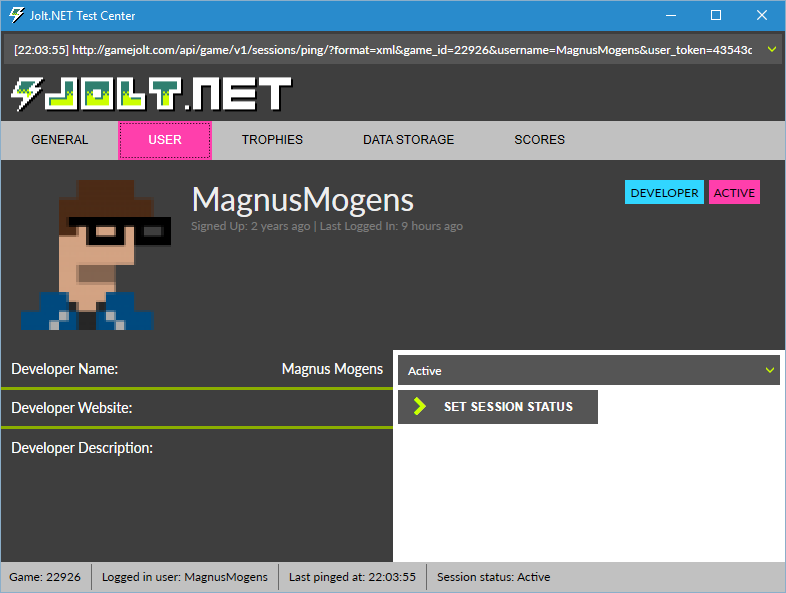 Jolt.NET Test Center
[22:03:55] http://gamejolt.com/api/game/v1/sessions/ping/?format=xml&game_id=22926&username=MagnusMogens&user_token=43543c
JOLT.NET
GENERAL USER TROPHIES DATA STORAGE SCORES
MagnusMogens
DEVELOPER ACTIVE
Signed Up: 2 years ago | Last Logged In: 9 hours ago
Developer Name: Magnus Mogens
Active
Developer Website:
SET SESSION STATUS
Developer Description:
Game: 22926 Logged in user: MagnusMogens Last pinged at: 22:03:55 Session status: Active